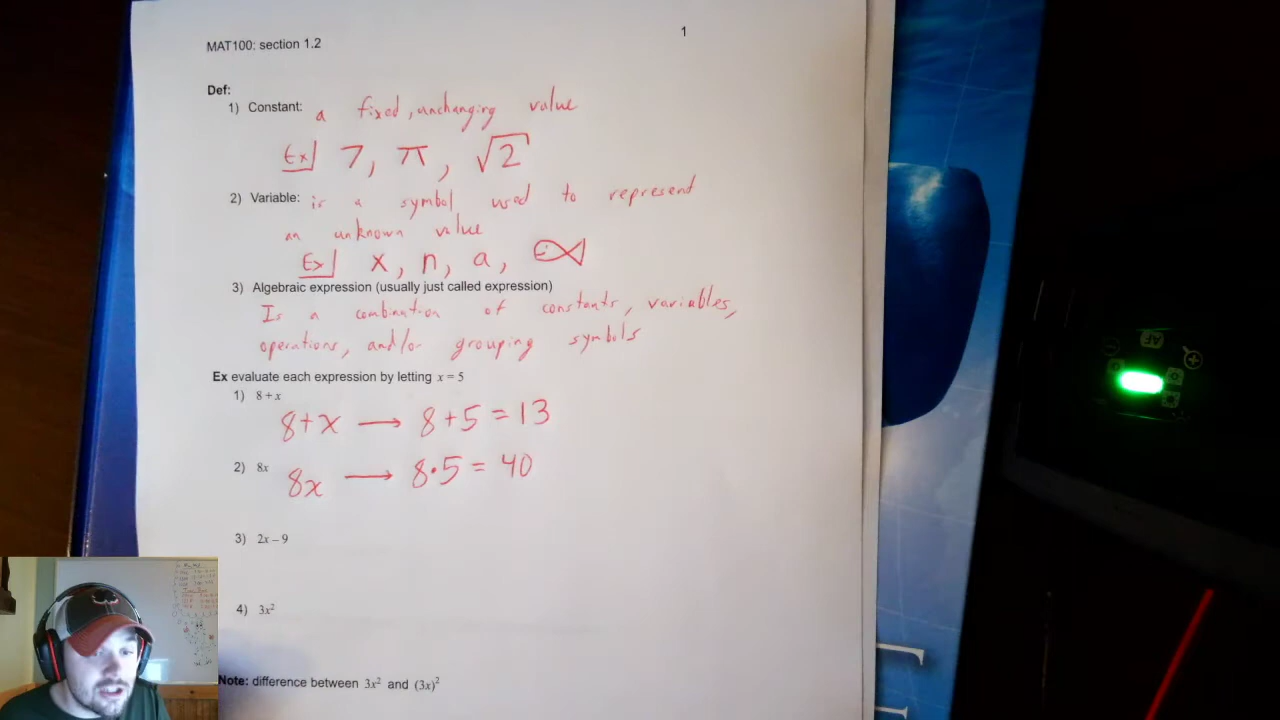 MAT100: section 1.2
1
Def:
1) Constant: a fixed, unchanging value
Ex] 7, π, √2
2) Variable: is a symbol used to represent
an unknown value
Ex] x, n, a,
3) Algebraic expression (usually just called expression)
Is a combination of constants, variables,
operations, and/or grouping symbols
Ex evaluate each expression by letting x = 5
1) 8 + x
8+x → 8+5 = 13
2) 8x
8x → 8·5 = 40
3) 2x – 9
4) 3x²
Note: difference between 3x² and (3x)²
AF